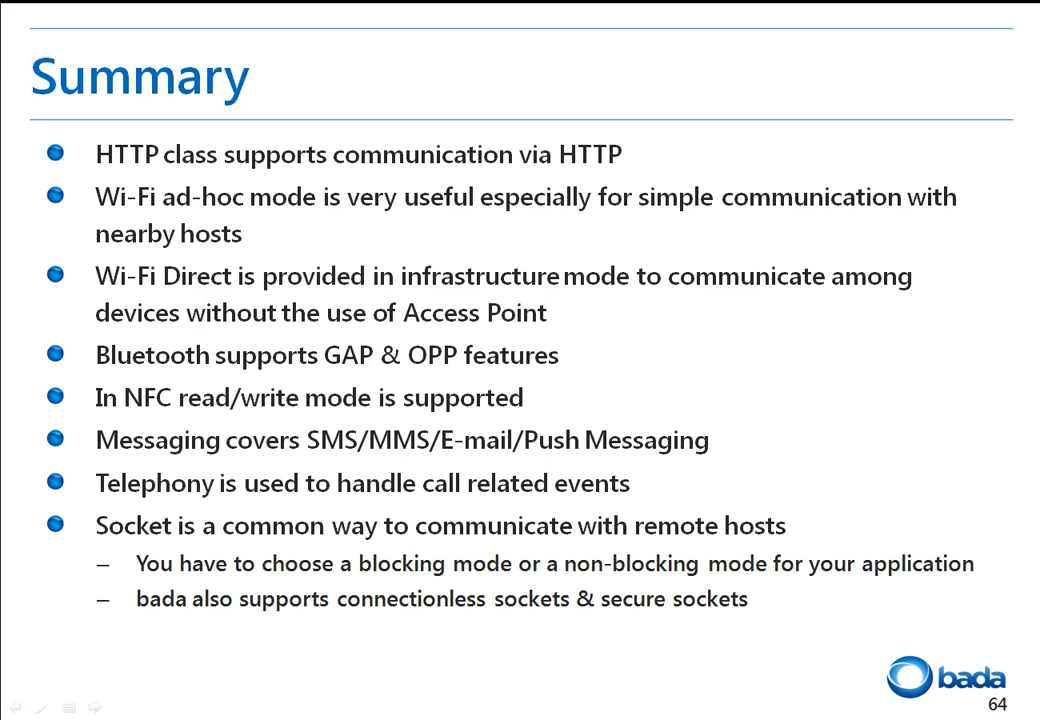 Summary
HTTP class supports communication via HTTP
Wi-Fi ad-hoc mode is very useful especially for simple communication with
nearby hosts
Wi-Fi Direct is provided in infrastructure mode to communicate among
devices without the use of Access Point
Bluetooth supports GAP & OPP features
In NFC read/write mode is supported
Messaging covers SMS/MMS/E-mail/Push Messaging
Telephony is used to handle call related events
Socket is a common way to communicate with remote hosts
– You have to choose a blocking mode or a non-blocking mode for your application
– bada also supports connectionless sockets & secure sockets
bada
64